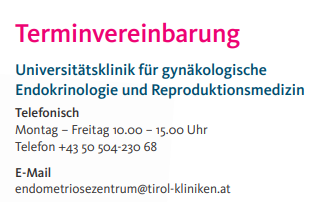 Terminvereinbarung
Universitätsklinik für gynäkologische
Endokrinologie und Reproduktionsmedizin
Telefonisch
Montag – Freitag 10.00 – 15.00 Uhr
Telefon +43 50 504-230 68
E-Mail
endometriosezentrum@tirol-kliniken.at